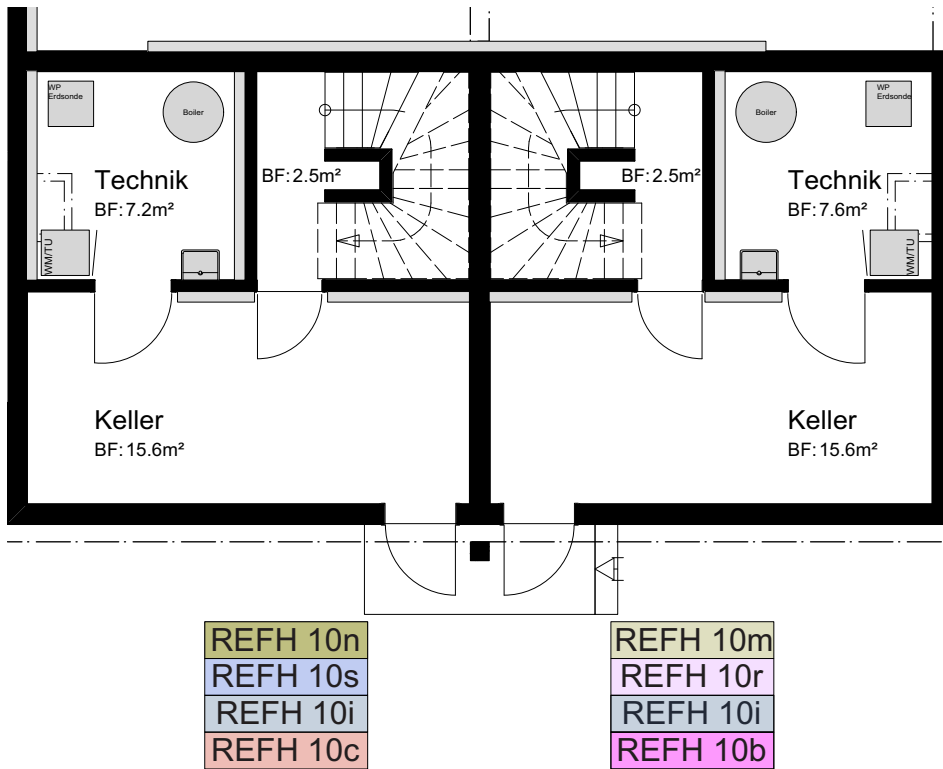 WP
Erdsonde
Boiler
Technik
BF: 7.2m²
WM/TU
BF: 2.5m²
BF: 2.5m²
Boiler
WP
Erdsonde
Technik
BF: 7.6m²
WM/TU
Keller
BF: 15.6m²
Keller
BF: 15.6m²
REFH 10n
REFH 10s
REFH 10i
REFH 10c
REFH 10m
REFH 10r
REFH 10i
REFH 10b